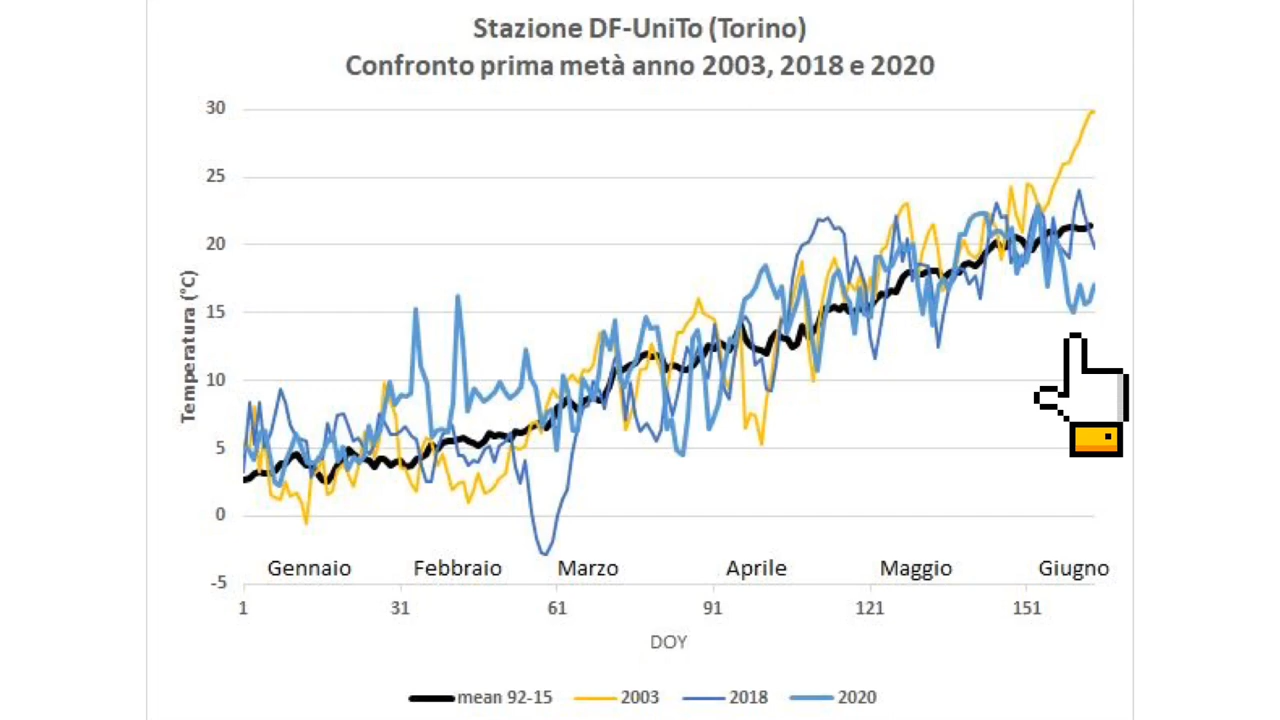 Stazione DF-UniTo (Torino)
Confronto prima metà anno 2003, 2018 e 2020
Temperatura (°C)
30
25
20
15
10
5
0
-5
Gennaio Febbraio Marzo Aprile Maggio Giugno
1 31 61 91 121 151
DOY
mean 92-15 2003 2018 2020